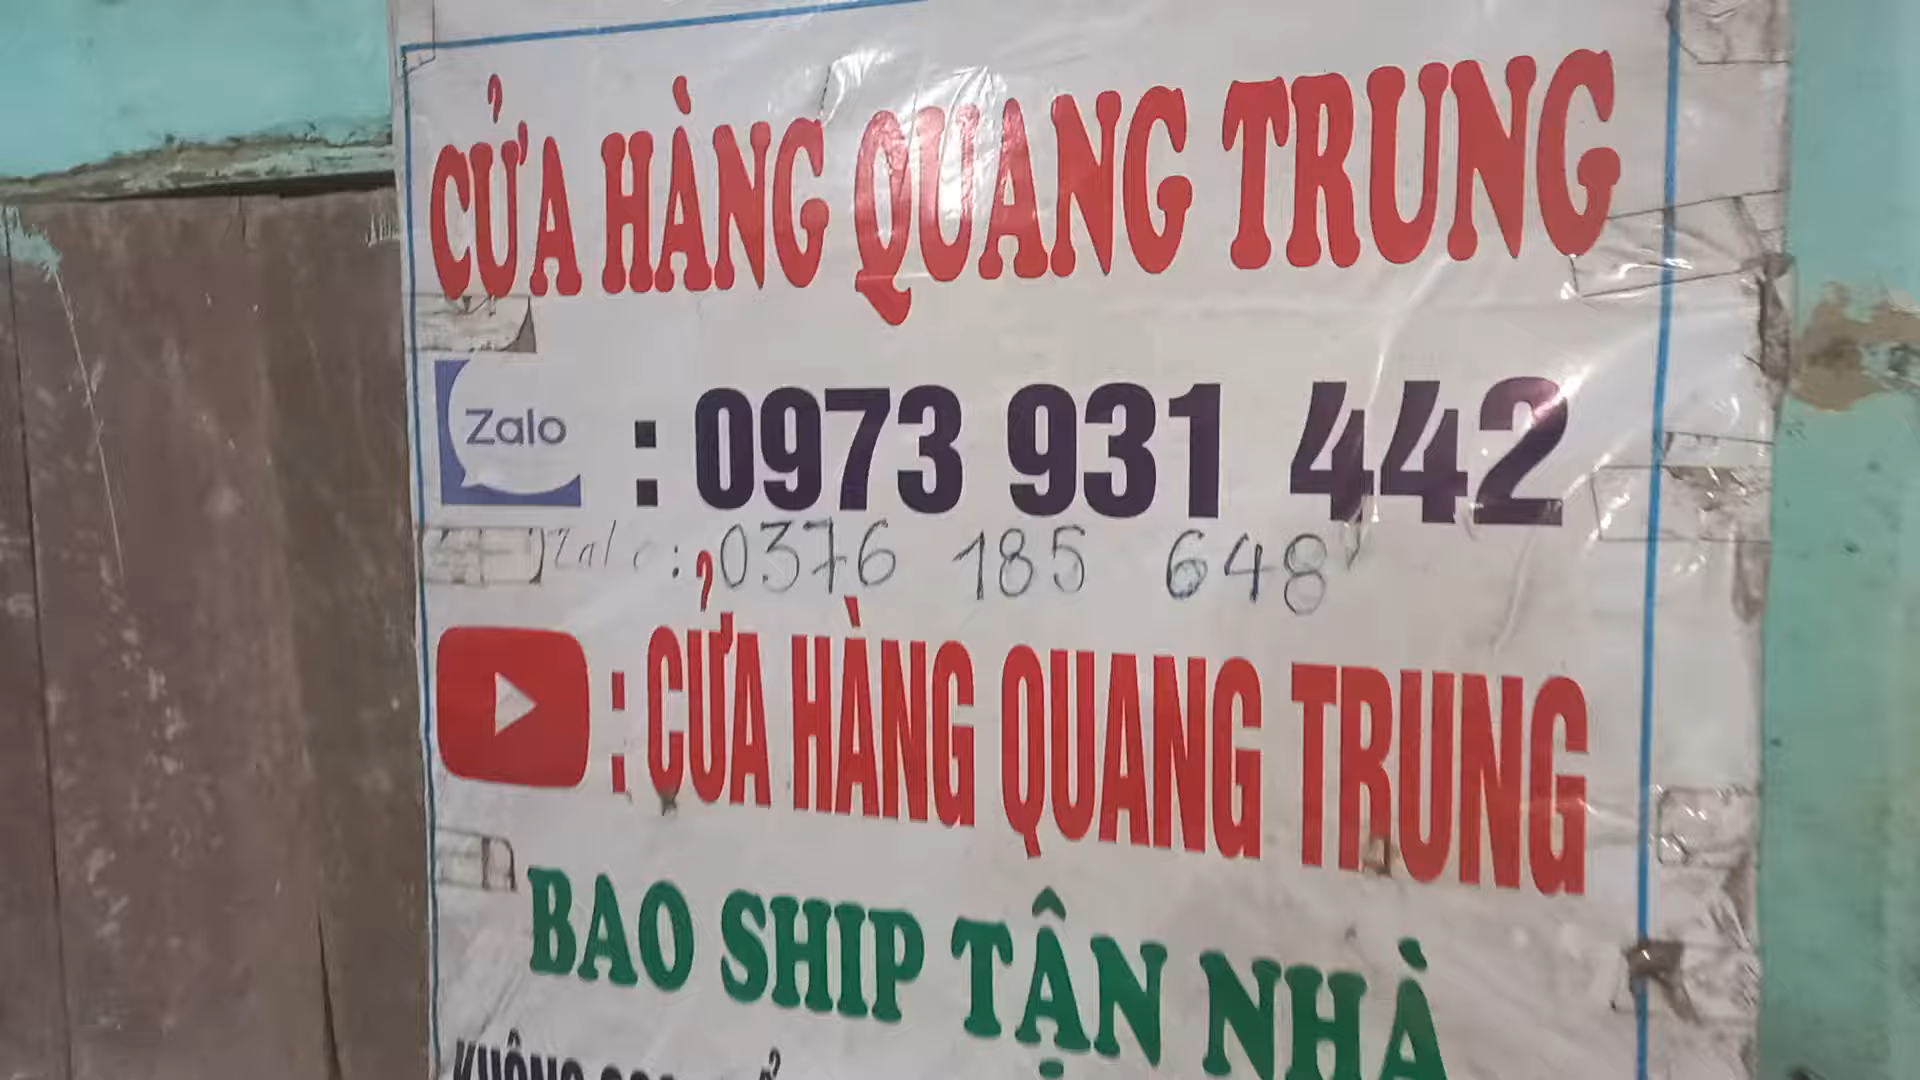 CỬA HÀNG QUANG TRUNG
Zalo : 0973 931 442
Zalo : 0376 185 648
: CỬA HÀNG QUANG TRUNG
BAO SHIP TẬN NHÀ
KHÔNG